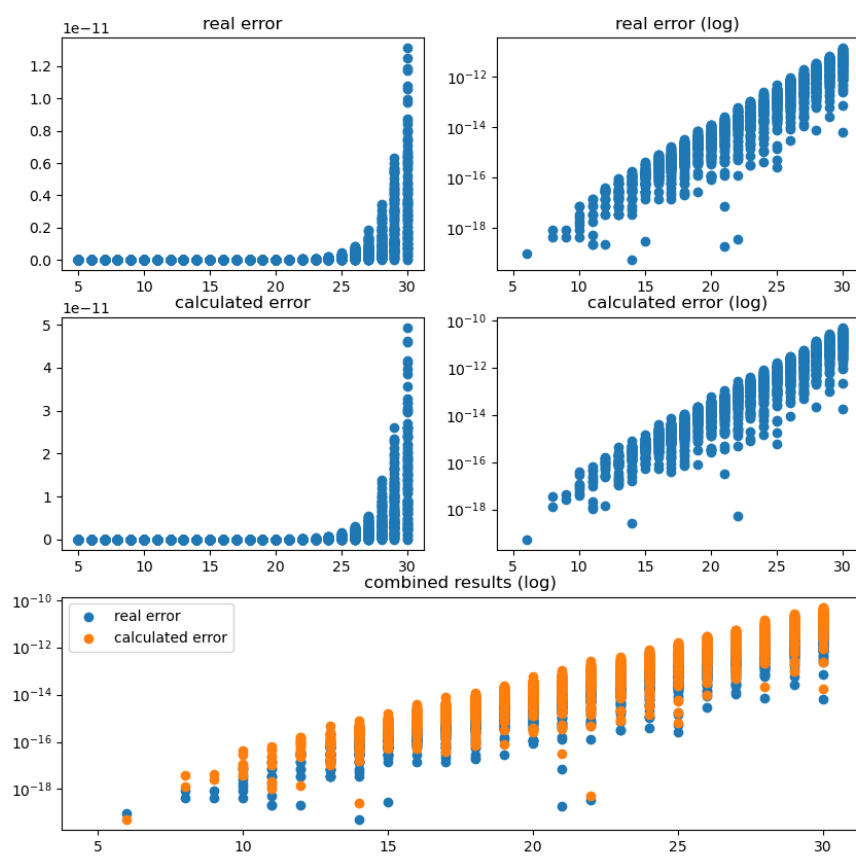 real error
1e−11
1.2
1.0
0.8
0.6
0.4
0.2
0.0
5 10 15 20 25 30
real error (log)
10−12
10−14
10−16
10−18
5 10 15 20 25 30
calculated error
1e−11
5
4
3
2
1
0
5 10 15 20 25 30
calculated error (log)
10−10
10−12
10−14
10−16
10−18
5 10 15 20 25 30
combined results (log)
real error
calculated error
10−10
10−12
10−14
10−16
10−18
5 10 15 20 25 30